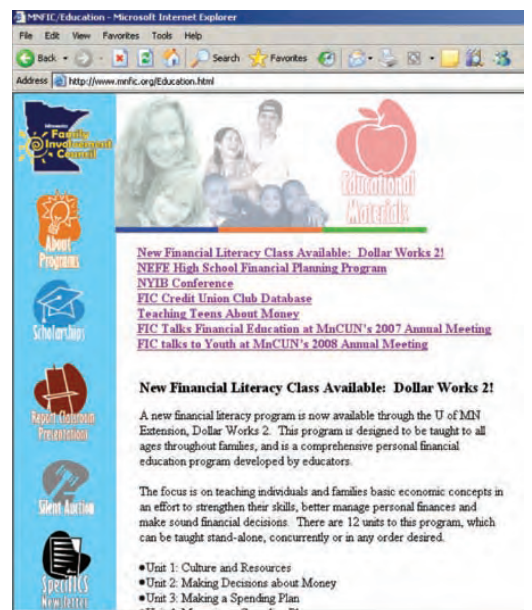 MNFIC/Education - Microsoft Internet Explorer
File Edit View Favorites Tools Help
Back Search Favorites
Address http://www.mnfic.org/Education.html
Minnesota
Family
Involvement
Council
Educational
Materials
About
Programs
Scholarships
Report Classroom
Presentations
Silent Auction
Specifics
Newsletter
New Financial Literacy Class Available: Dollar Works 2!
NEFE High School Financial Planning Program
NYIB Conference
FIC Credit Union Club Database
Teaching Teens About Money
FIC Talks Financial Education at MnCUN's 2007 Annual Meeting
FIC talks to Youth at MnCUN's 2008 Annual Meeting
New Financial Literacy Class Available: Dollar Works 2!
A new financial literacy program is now available through the U of MN
Extension, Dollar Works 2. This program is designed to be taught to all
ages throughout families, and is a comprehensive personal financial
education program developed by educators.
The focus is on teaching individuals and families basic economic concepts in
an effort to strengthen their skills, better manage personal finances and
make sound financial decisions. There are 12 units to this program, which
can be taught stand-alone, concurrently or in any order desired.
●Unit 1: Culture and Resources
●Unit 2: Making Decisions about Money
●Unit 3: Making a Spending Plan